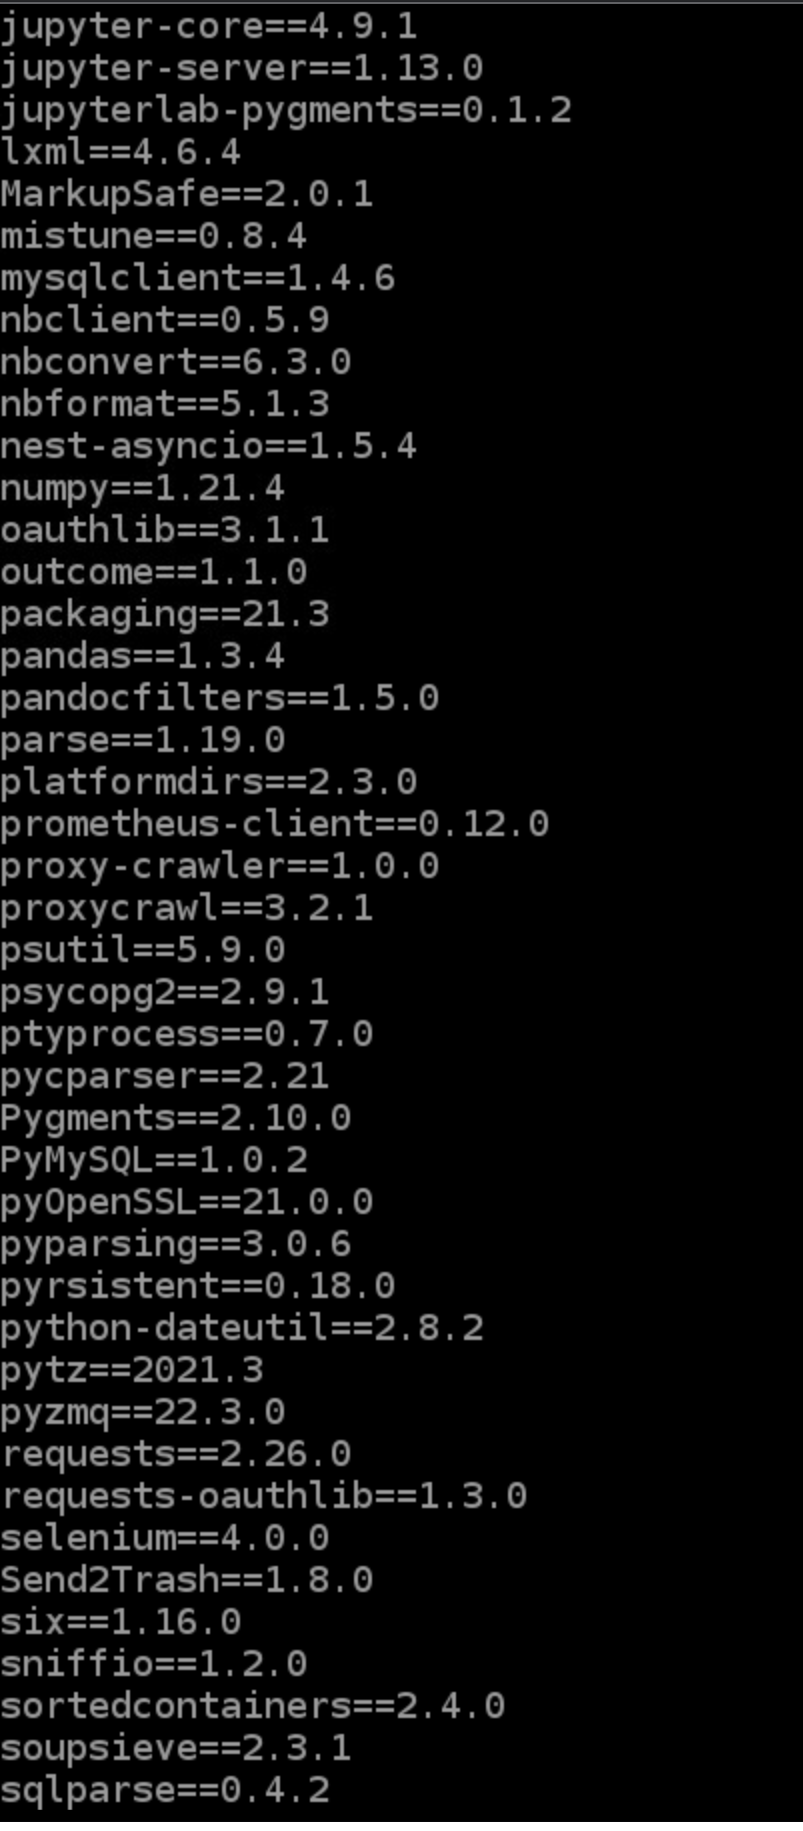 jupyter-core==4.9.1
jupyter-server==1.13.0
jupyterlab-pygments==0.1.2
lxml==4.6.4
MarkupSafe==2.0.1
mistune==0.8.4
mysqlclient==1.4.6
nbclient==0.5.9
nbconvert==6.3.0
nbformat==5.1.3
nest-asyncio==1.5.4
numpy==1.21.4
oauthlib==3.1.1
outcome==1.1.0
packaging==21.3
pandas==1.3.4
pandocfilters==1.5.0
parse==1.19.0
platformdirs==2.3.0
prometheus-client==0.12.0
proxy-crawler==1.0.0
proxycrawl==3.2.1
psutil==5.9.0
psycopg2==2.9.1
ptyprocess==0.7.0
pycparser==2.21
Pygments==2.10.0
PyMySQL==1.0.2
pyOpenSSL==21.0.0
pyparsing==3.0.6
pyrsistent==0.18.0
python-dateutil==2.8.2
pytz==2021.3
pyzmq==22.3.0
requests==2.26.0
requests-oauthlib==1.3.0
selenium==4.0.0
Send2Trash==1.8.0
six==1.16.0
sniffio==1.2.0
sortedcontainers==2.4.0
soupsieve==2.3.1
sqlparse==0.4.2